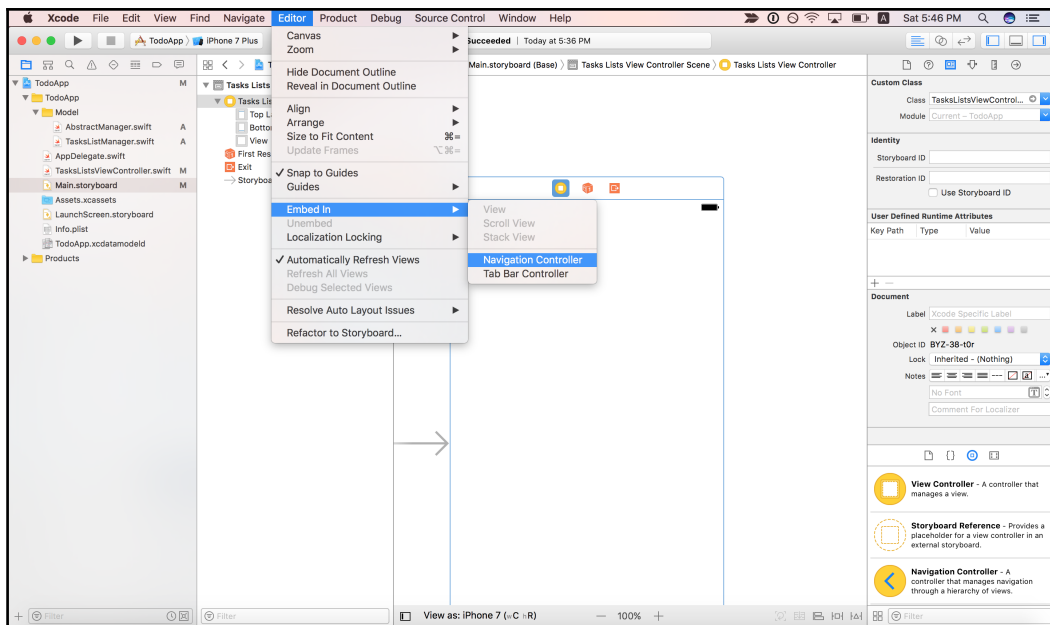 Xcode File Edit View Find Navigate Editor Product Debug Source Control Window Help Sat 5:46 PM
TodoApp iPhone 7 Plus Succeeded | Today at 5:36 PM
Main.storyboard (Base) Tasks Lists View Controller Scene Tasks Lists View Controller
TodoApp
TodoApp
Model
AbstractManager.swift A
TasksListManager.swift A
AppDelegate.swift
TasksListsViewController.swift M
Main.storyboard M
Assets.xcassets
LaunchScreen.storyboard
Info.plist
TodoApp.xcdatamodeld
Products
Filter
Tasks Lists
Tasks Lis
Top L
Botto
View
First Res
Exit
Storyboa
Filter
Canvas
Zoom
Hide Document Outline
Reveal in Document Outline
Align
Arrange
Size to Fit Content ⌘=
Update Frames ⌥⌘=
✓ Snap to Guides
Guides
Embed In
Unembed
Localization Locking
✓ Automatically Refresh Views
Refresh All Views
Debug Selected Views
Resolve Auto Layout Issues
Refactor to Storyboard...
View
Scroll View
Stack View
Navigation Controller
Tab Bar Controller
View as: iPhone 7 (wC hR) — 100% +
Custom Class
Class TasksListsViewControl...
Module Current – TodoApp
Identity
Storyboard ID
Restoration ID
Use Storyboard ID
User Defined Runtime Attributes
Key Path Type Value
+ —
Document
Label Xcode Specific Label
Object ID BYZ-38-t0r
Lock Inherited - (Nothing)
Notes
No Font
Comment For Localizer
View Controller - A controller that
manages a view.
Storyboard Reference - Provides a
placeholder for a view controller in an
external storyboard.
Navigation Controller - A
controller that manages navigation
through a hierarchy of views.
Filter